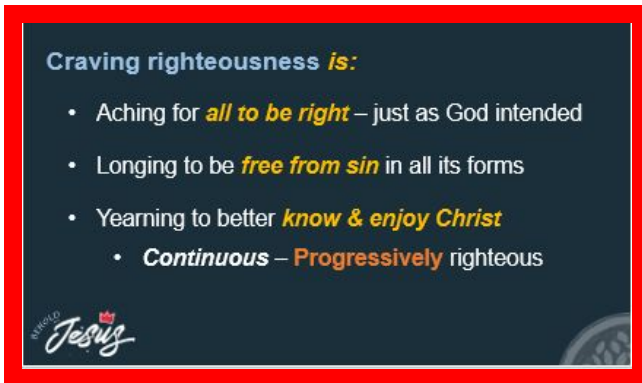 Craving righteousness is:
• Aching for all to be right – just as God intended
• Longing to be free from sin in all its forms
• Yearning to better know & enjoy Christ
• Continuous – Progressively righteous
BEHOLD
Jesus